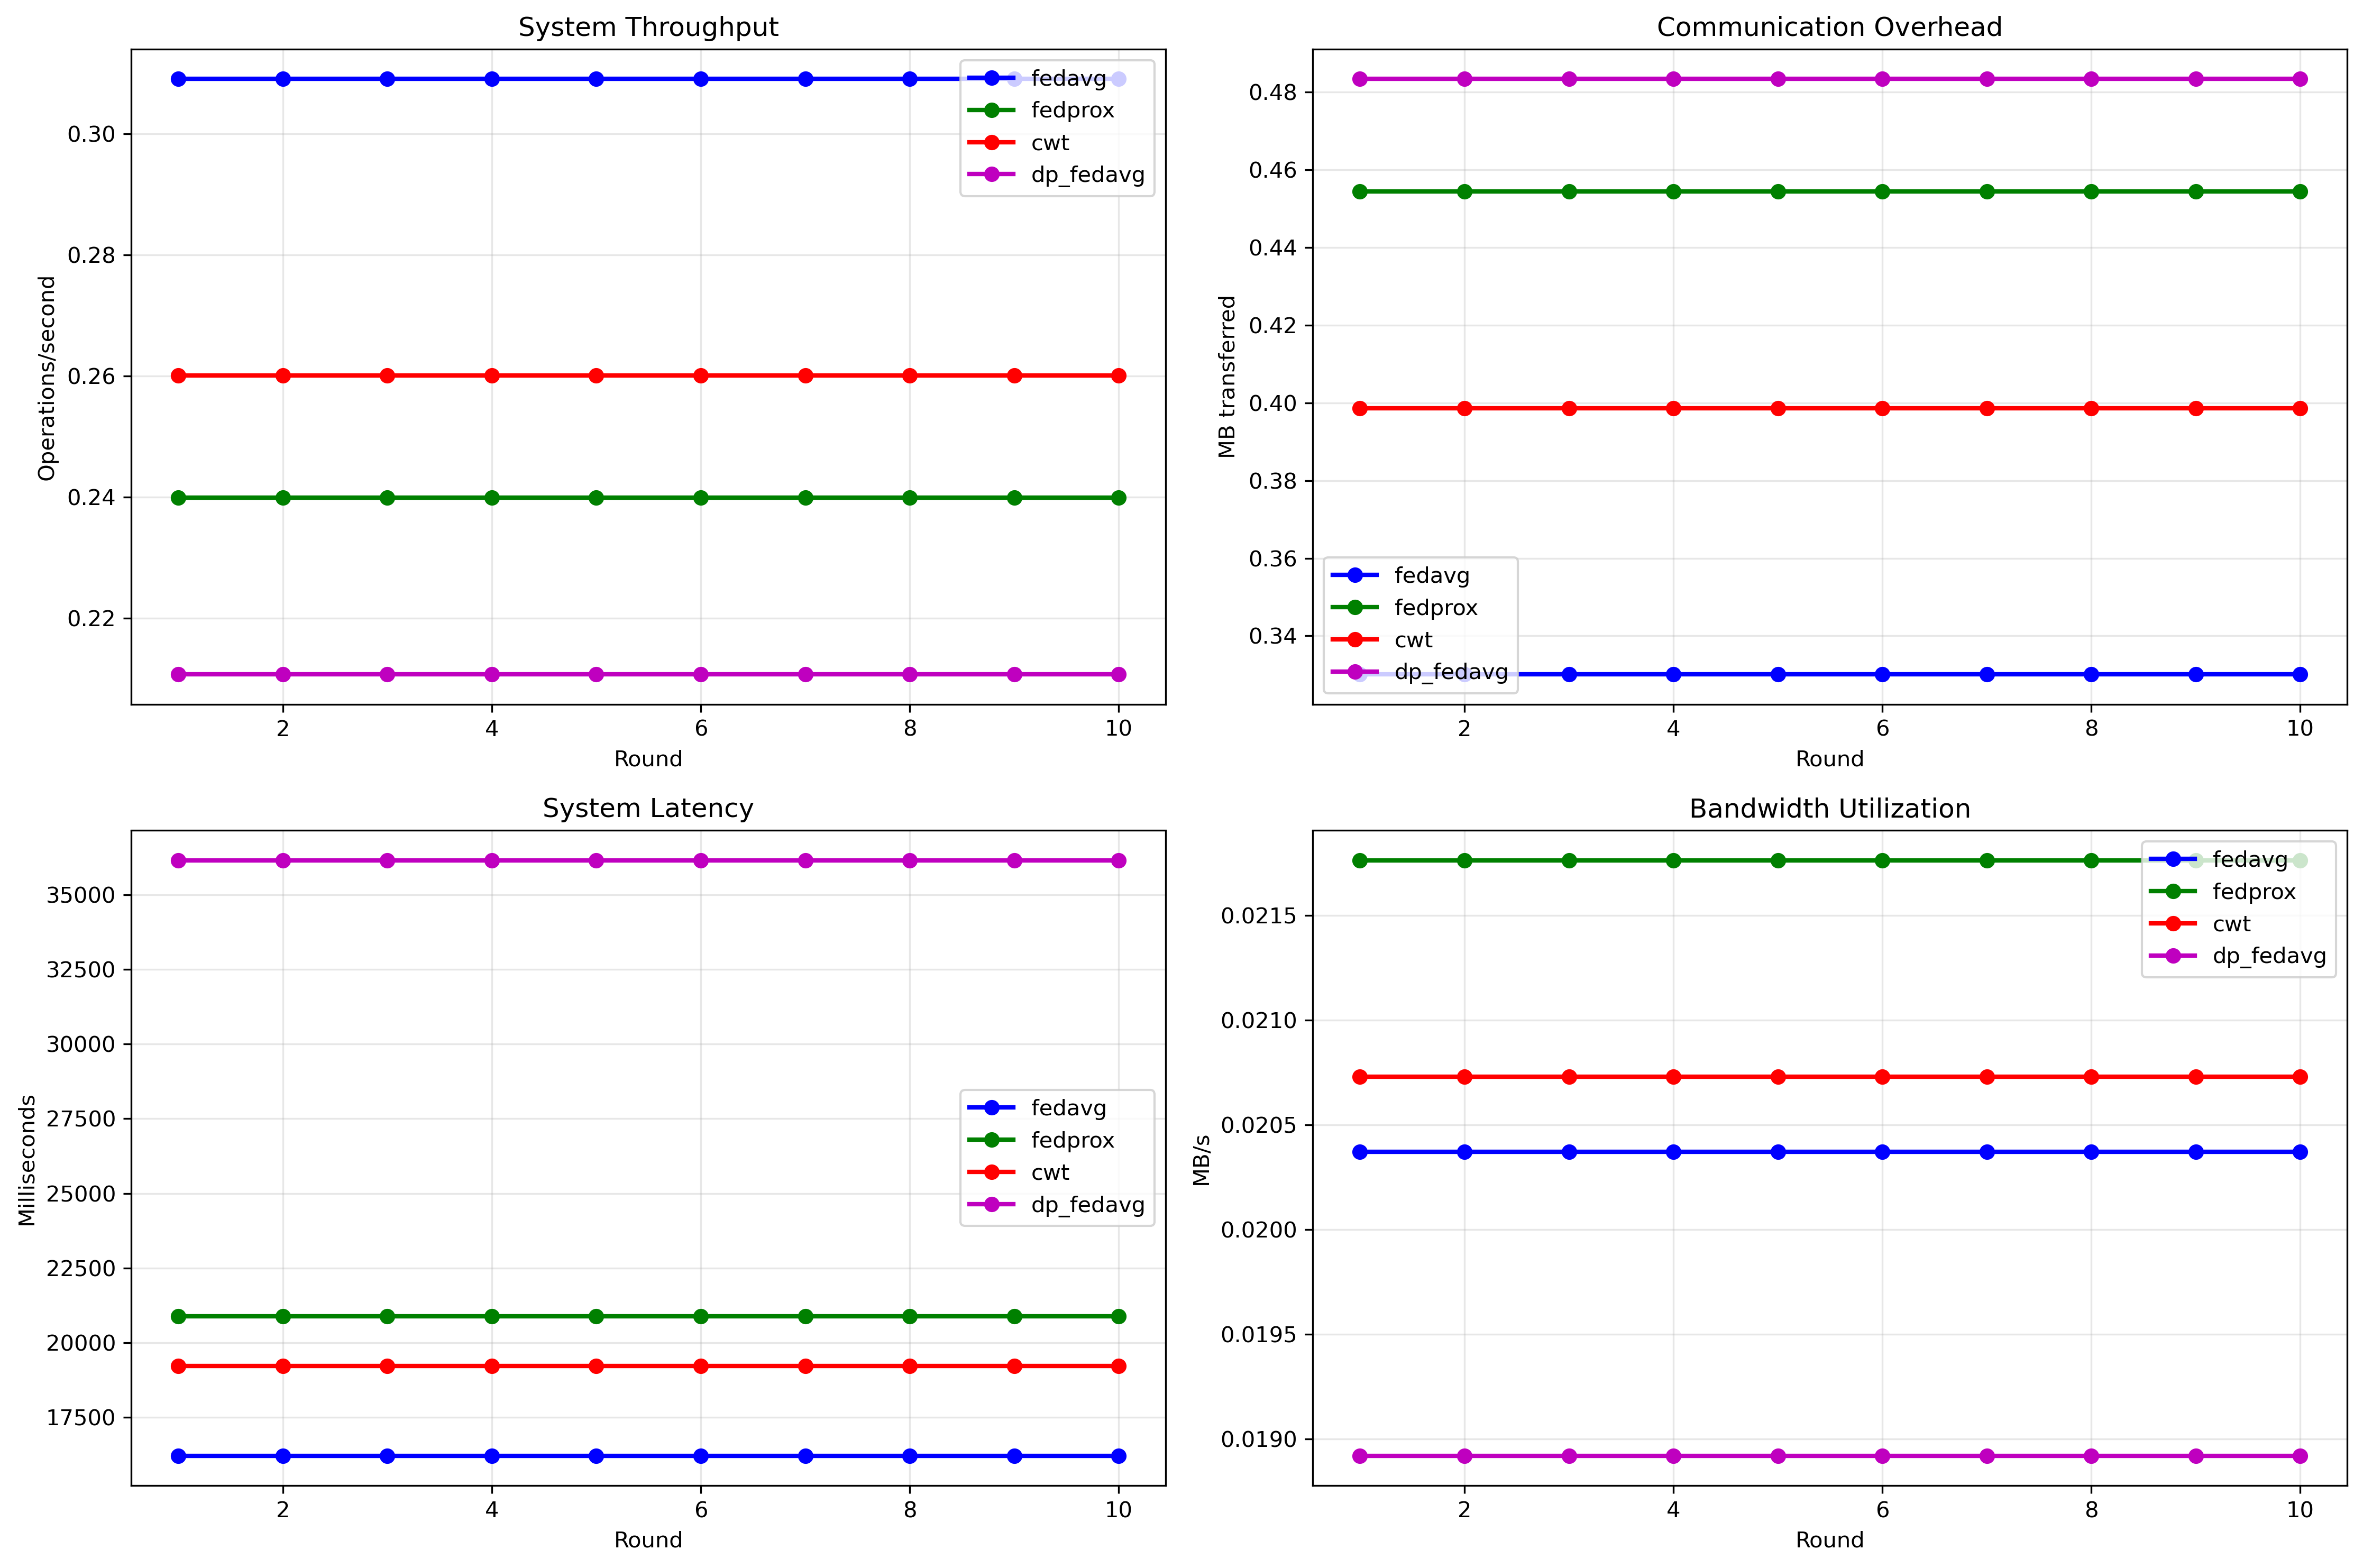 System Throughput
Operations/second
0.30
0.28
0.26
0.24
0.22
fedavg
fedprox
cwt
dp_fedavg
2 4 6 8 10
Round
Communication Overhead
MB transferred
0.48
0.46
0.44
0.42
0.40
0.38
0.36
0.34
fedavg
fedprox
cwt
dp_fedavg
2 4 6 8 10
Round
System Latency
Milliseconds
35000
32500
30000
27500
25000
22500
20000
17500
fedavg
fedprox
cwt
dp_fedavg
2 4 6 8 10
Round
Bandwidth Utilization
MB/s
0.0215
0.0210
0.0205
0.0200
0.0195
0.0190
fedavg
fedprox
cwt
dp_fedavg
2 4 6 8 10
Round